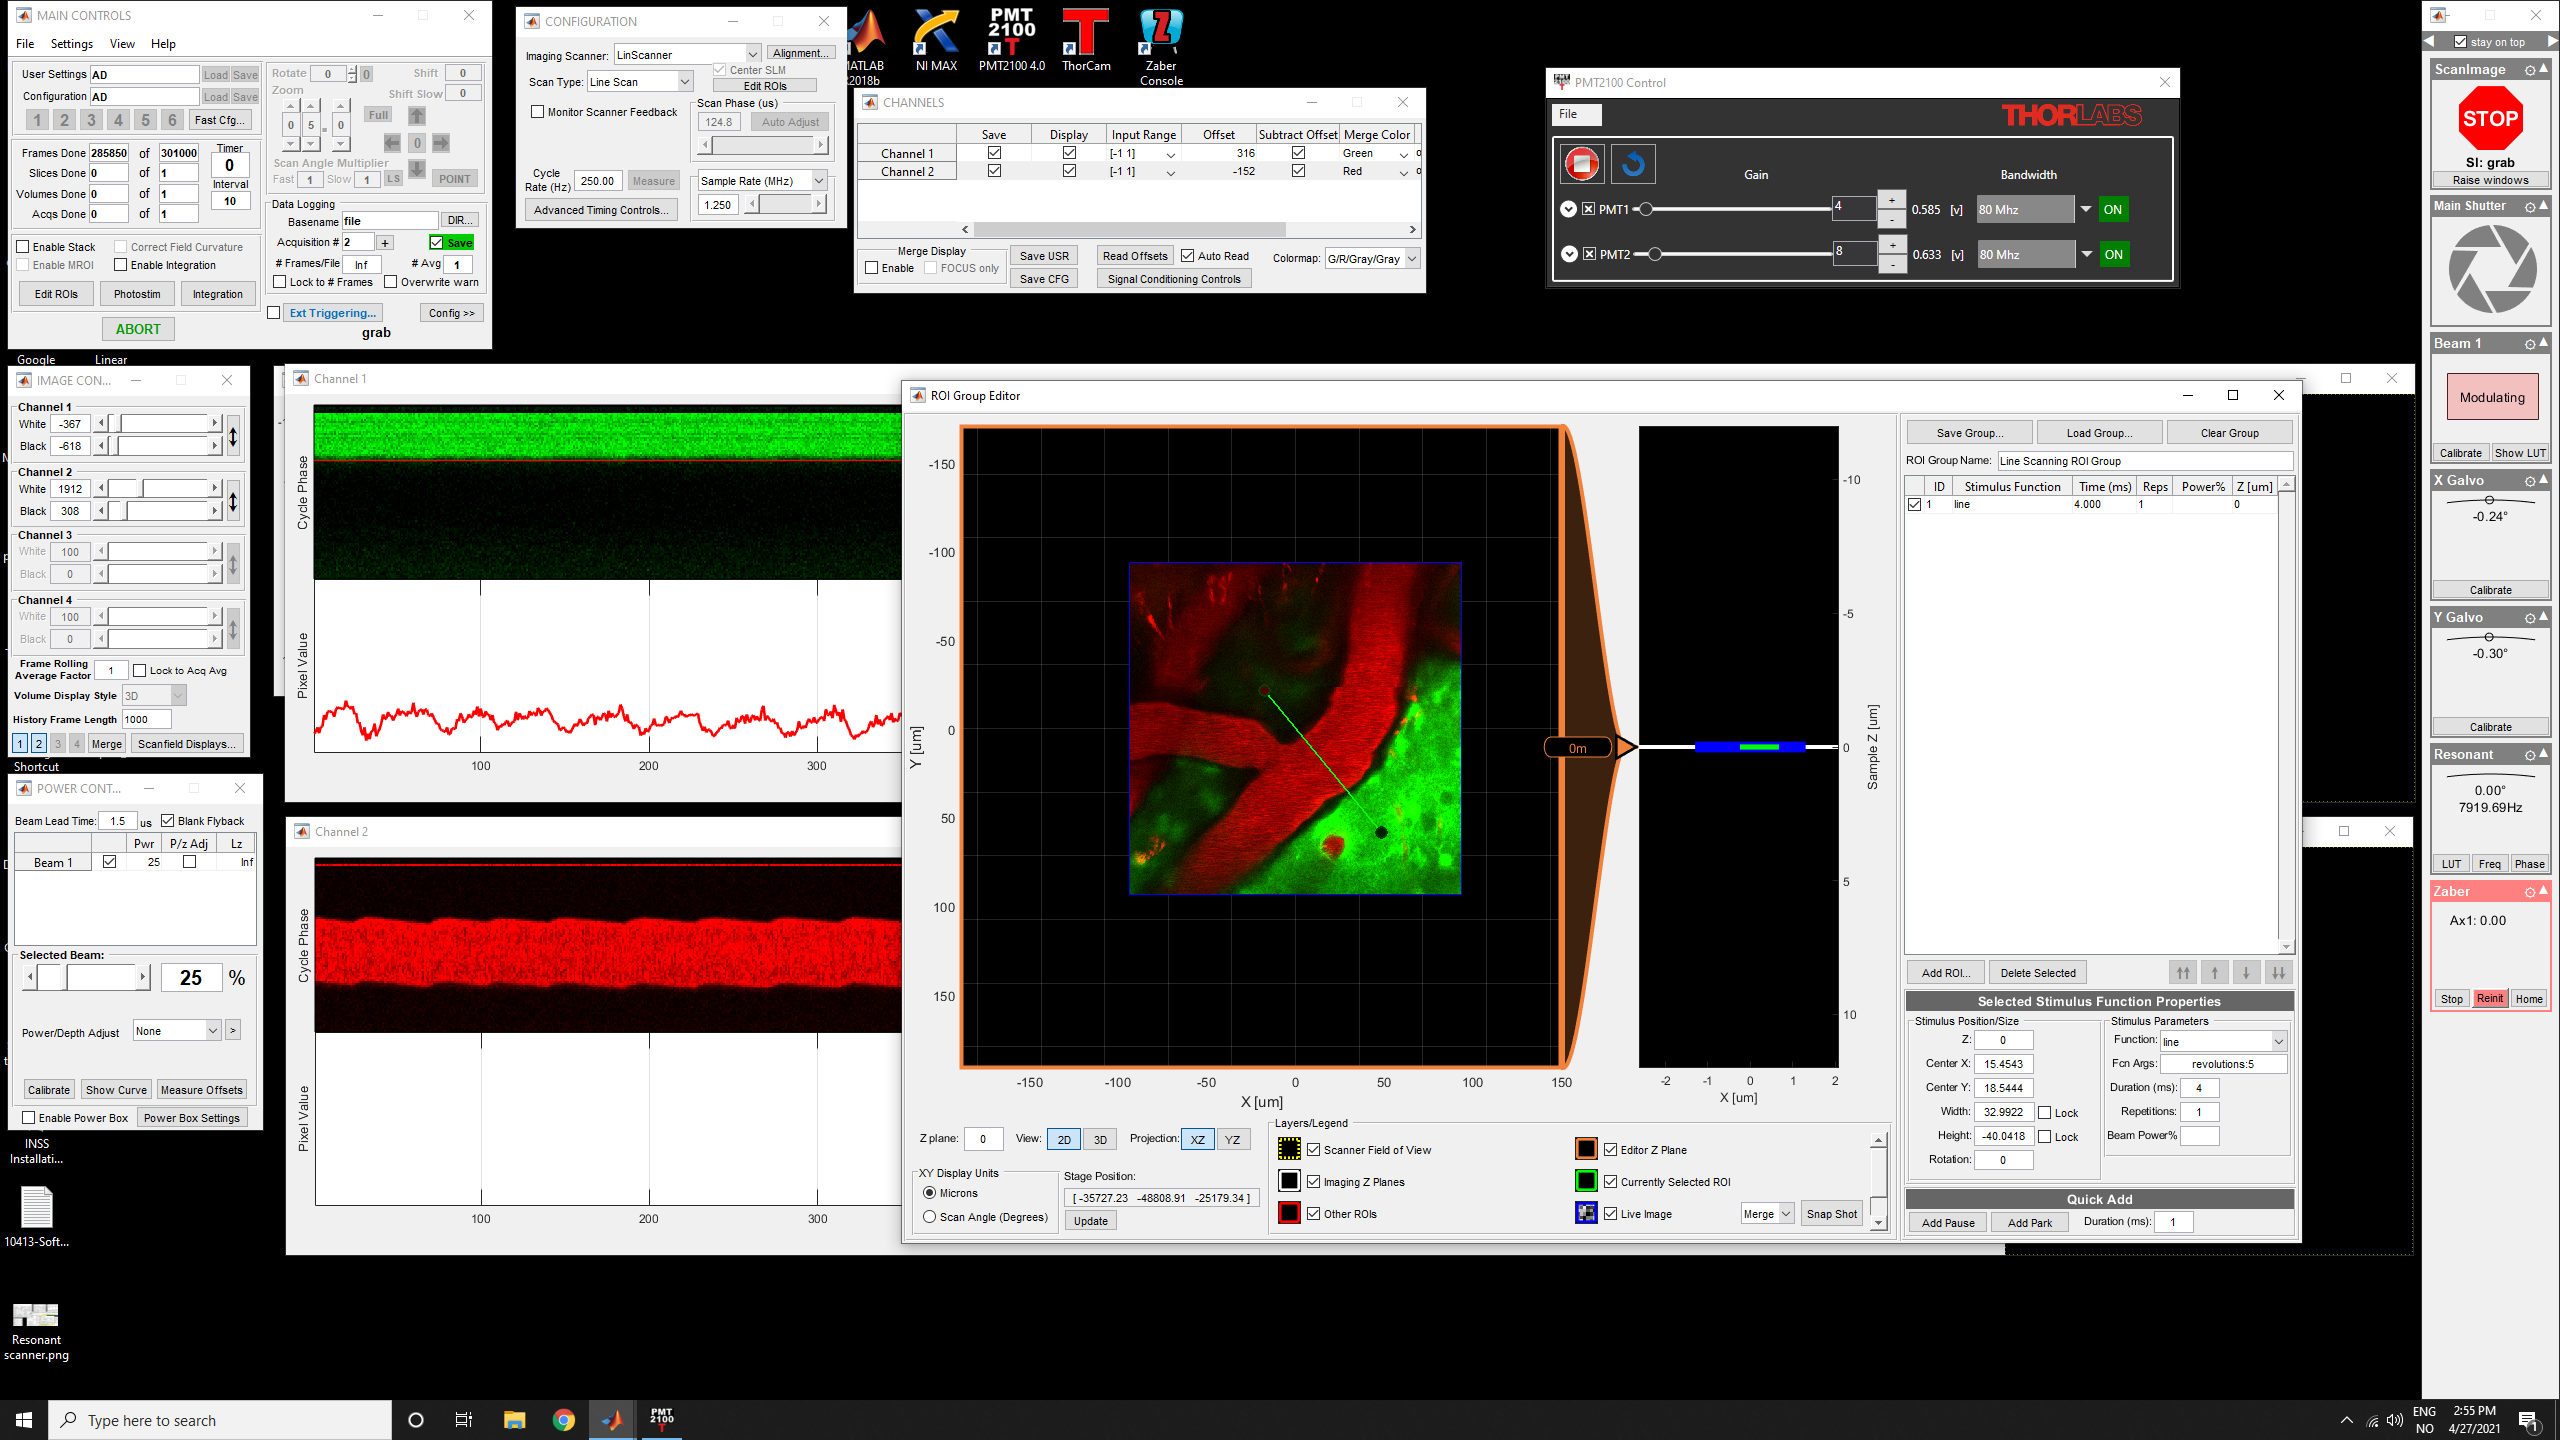 MAIN CONTROLS
File Settings View Help
User Settings AD Load Save
Configuration AD Load Save
1 2 3 4 5 6 Fast Cfg...
Frames Done 285850 of 301000
Slices Done 0 of 1
Volumes Done 0 of 1
Acqs Done 0 of 1
Timer
0
Interval
10
Enable Stack Correct Field Curvature
Enable MROI Enable Integration
Edit ROIs Photostim Integration
ABORT
Rotate 0 0 Shift 0
Zoom Shift Slow 0
Full
0 5 . 0 0
Scan Angle Multiplier
Fast 1 Slow 1 LS POINT
Data Logging
Basename file DIR...
Acquisition # 2 + Save
# Frames/File Inf # Avg 1
Lock to # Frames Overwrite warn
Ext Triggering... Config >>
grab
CONFIGURATION
Imaging Scanner: LinScanner Alignment...
Center SLM
Scan Type: Line Scan Edit ROIs
Monitor Scanner Feedback
Scan Phase (us)
124.8 Auto Adjust
Cycle
Rate (Hz) 250.00 Measure
Sample Rate (MHz)
1.250
Advanced Timing Controls...
MATLAB
R2018b
NI MAX
PMT
2100
PMT2100 4.0
ThorCam
Zaber
Console
CHANNELS
Save Display Input Range Offset Subtract Offset Merge Color
Channel 1 [-1 1] 316 Green
Channel 2 [-1 1] -152 Red
Merge Display
Enable FOCUS only
Save USR
Save CFG
Read Offsets Auto Read
Signal Conditioning Controls
Colormap: G/R/Gray/Gray
PMT2100 Control
File
THORLABS
Gain Bandwidth
PMT1 4 + - 0.585 [v] 80 Mhz ON
PMT2 8 + - 0.633 [v] 80 Mhz ON
stay on top
ScanImage
STOP
SI: grab
Raise windows
Main Shutter
Beam 1
Modulating
Calibrate Show LUT
X Galvo
-0.24°
Calibrate
Y Galvo
-0.30°
Calibrate
Resonant
0.00°
7919.69Hz
LUT Freq Phase
Zaber
Ax1: 0.00
Stop Reinit Home
Google
Linear
IMAGE CON...
Channel 1
White -367
Black -618
Channel 2
White 1912
Black 308
Channel 3
White 100
Black 0
Channel 4
White 100
Black 0
Frame Rolling
Average Factor 1 Lock to Acq Avg
Volume Display Style 3D
History Frame Length 1000
1 2 3 4 Merge Scanfield Displays...
Shortcut
POWER CONT...
Beam Lead Time: 1.5 us Blank Flyback
Pwr P/z Adj Lz
Beam 1 25 Inf
Selected Beam:
25 %
Power/Depth Adjust None >
Calibrate Show Curve Measure Offsets
Enable Power Box Power Box Settings
INSS
Installati...
10413-Soft...
Resonant
scanner.png
Channel 1
Cycle Phase
Pixel Value
100 200 300
Channel 2
Cycle Phase
Pixel Value
100 200 300
ROI Group Editor
-150
-100
-50
0
50
100
150
Y [um]
-150 -100 -50 0 50 100 150
X [um]
0m
-10
-5
0
5
10
Sample Z [um]
-2 -1 0 1 2
X [um]
Z plane: 0 View: 2D 3D Projection: XZ YZ
XY Display Units
Microns
Scan Angle (Degrees)
Stage Position:
[ -35727.23 -48808.91 -25179.34 ]
Update
Layers/Legend
Scanner Field of View Editor Z Plane
Imaging Z Planes Currently Selected ROI
Other ROIs Live Image Merge Snap Shot
Save Group... Load Group... Clear Group
ROI Group Name: Line Scanning ROI Group
ID Stimulus Function Time (ms) Reps Power% Z [um]
1 line 4.000 1 0
Add ROI... Delete Selected
Selected Stimulus Function Properties
Stimulus Position/Size
Z: 0
Center X: 15.4543
Center Y: 18.5444
Width: 32.9922 Lock
Height: -40.0418 Lock
Rotation: 0
Stimulus Parameters
Function: line
Fcn Args: revolutions:5
Duration (ms): 4
Repetitions: 1
Beam Power%
Quick Add
Add Pause Add Park Duration (ms): 1
Type here to search
PMT
2100
ENG
NO
2:55 PM
4/27/2021
1